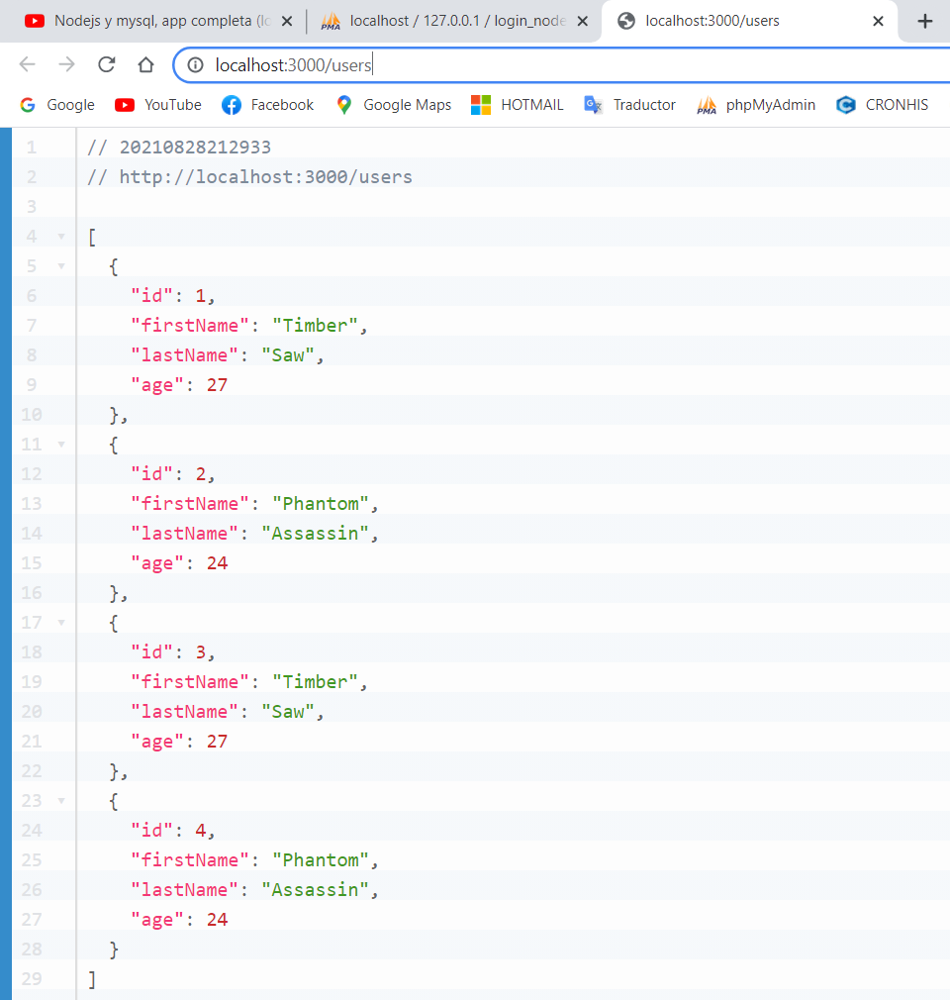 Nodejs y mysql, app completa (lo
localhost / 127.0.0.1 / login_node
localhost:3000/users
localhost:3000/users
Google YouTube Facebook Google Maps HOTMAIL Traductor PMA phpMyAdmin CRONHIS
1 // 20210828212933
2 // http://localhost:3000/users
3
4 [
5 {
6 "id": 1,
7 "firstName": "Timber",
8 "lastName": "Saw",
9 "age": 27
10 },
11 {
12 "id": 2,
13 "firstName": "Phantom",
14 "lastName": "Assassin",
15 "age": 24
16 },
17 {
18 "id": 3,
19 "firstName": "Timber",
20 "lastName": "Saw",
21 "age": 27
22 },
23 {
24 "id": 4,
25 "firstName": "Phantom",
26 "lastName": "Assassin",
27 "age": 24
28 }
29 ]